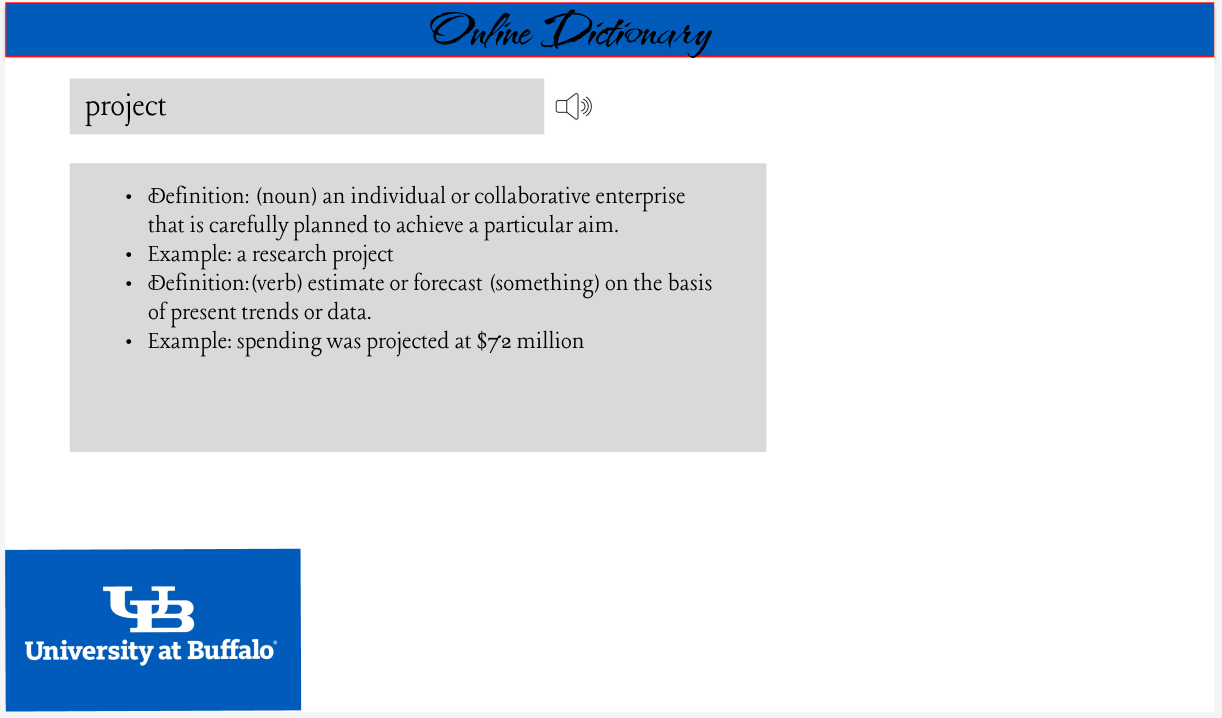 Online Dictionary
project
• Definition: (noun) an individual or collaborative enterprise
that is carefully planned to achieve a particular aim.
• Example: a research project
• Definition:(verb) estimate or forecast (something) on the basis
of present trends or data.
• Example: spending was projected at $72 million
UB
University at Buffalo®